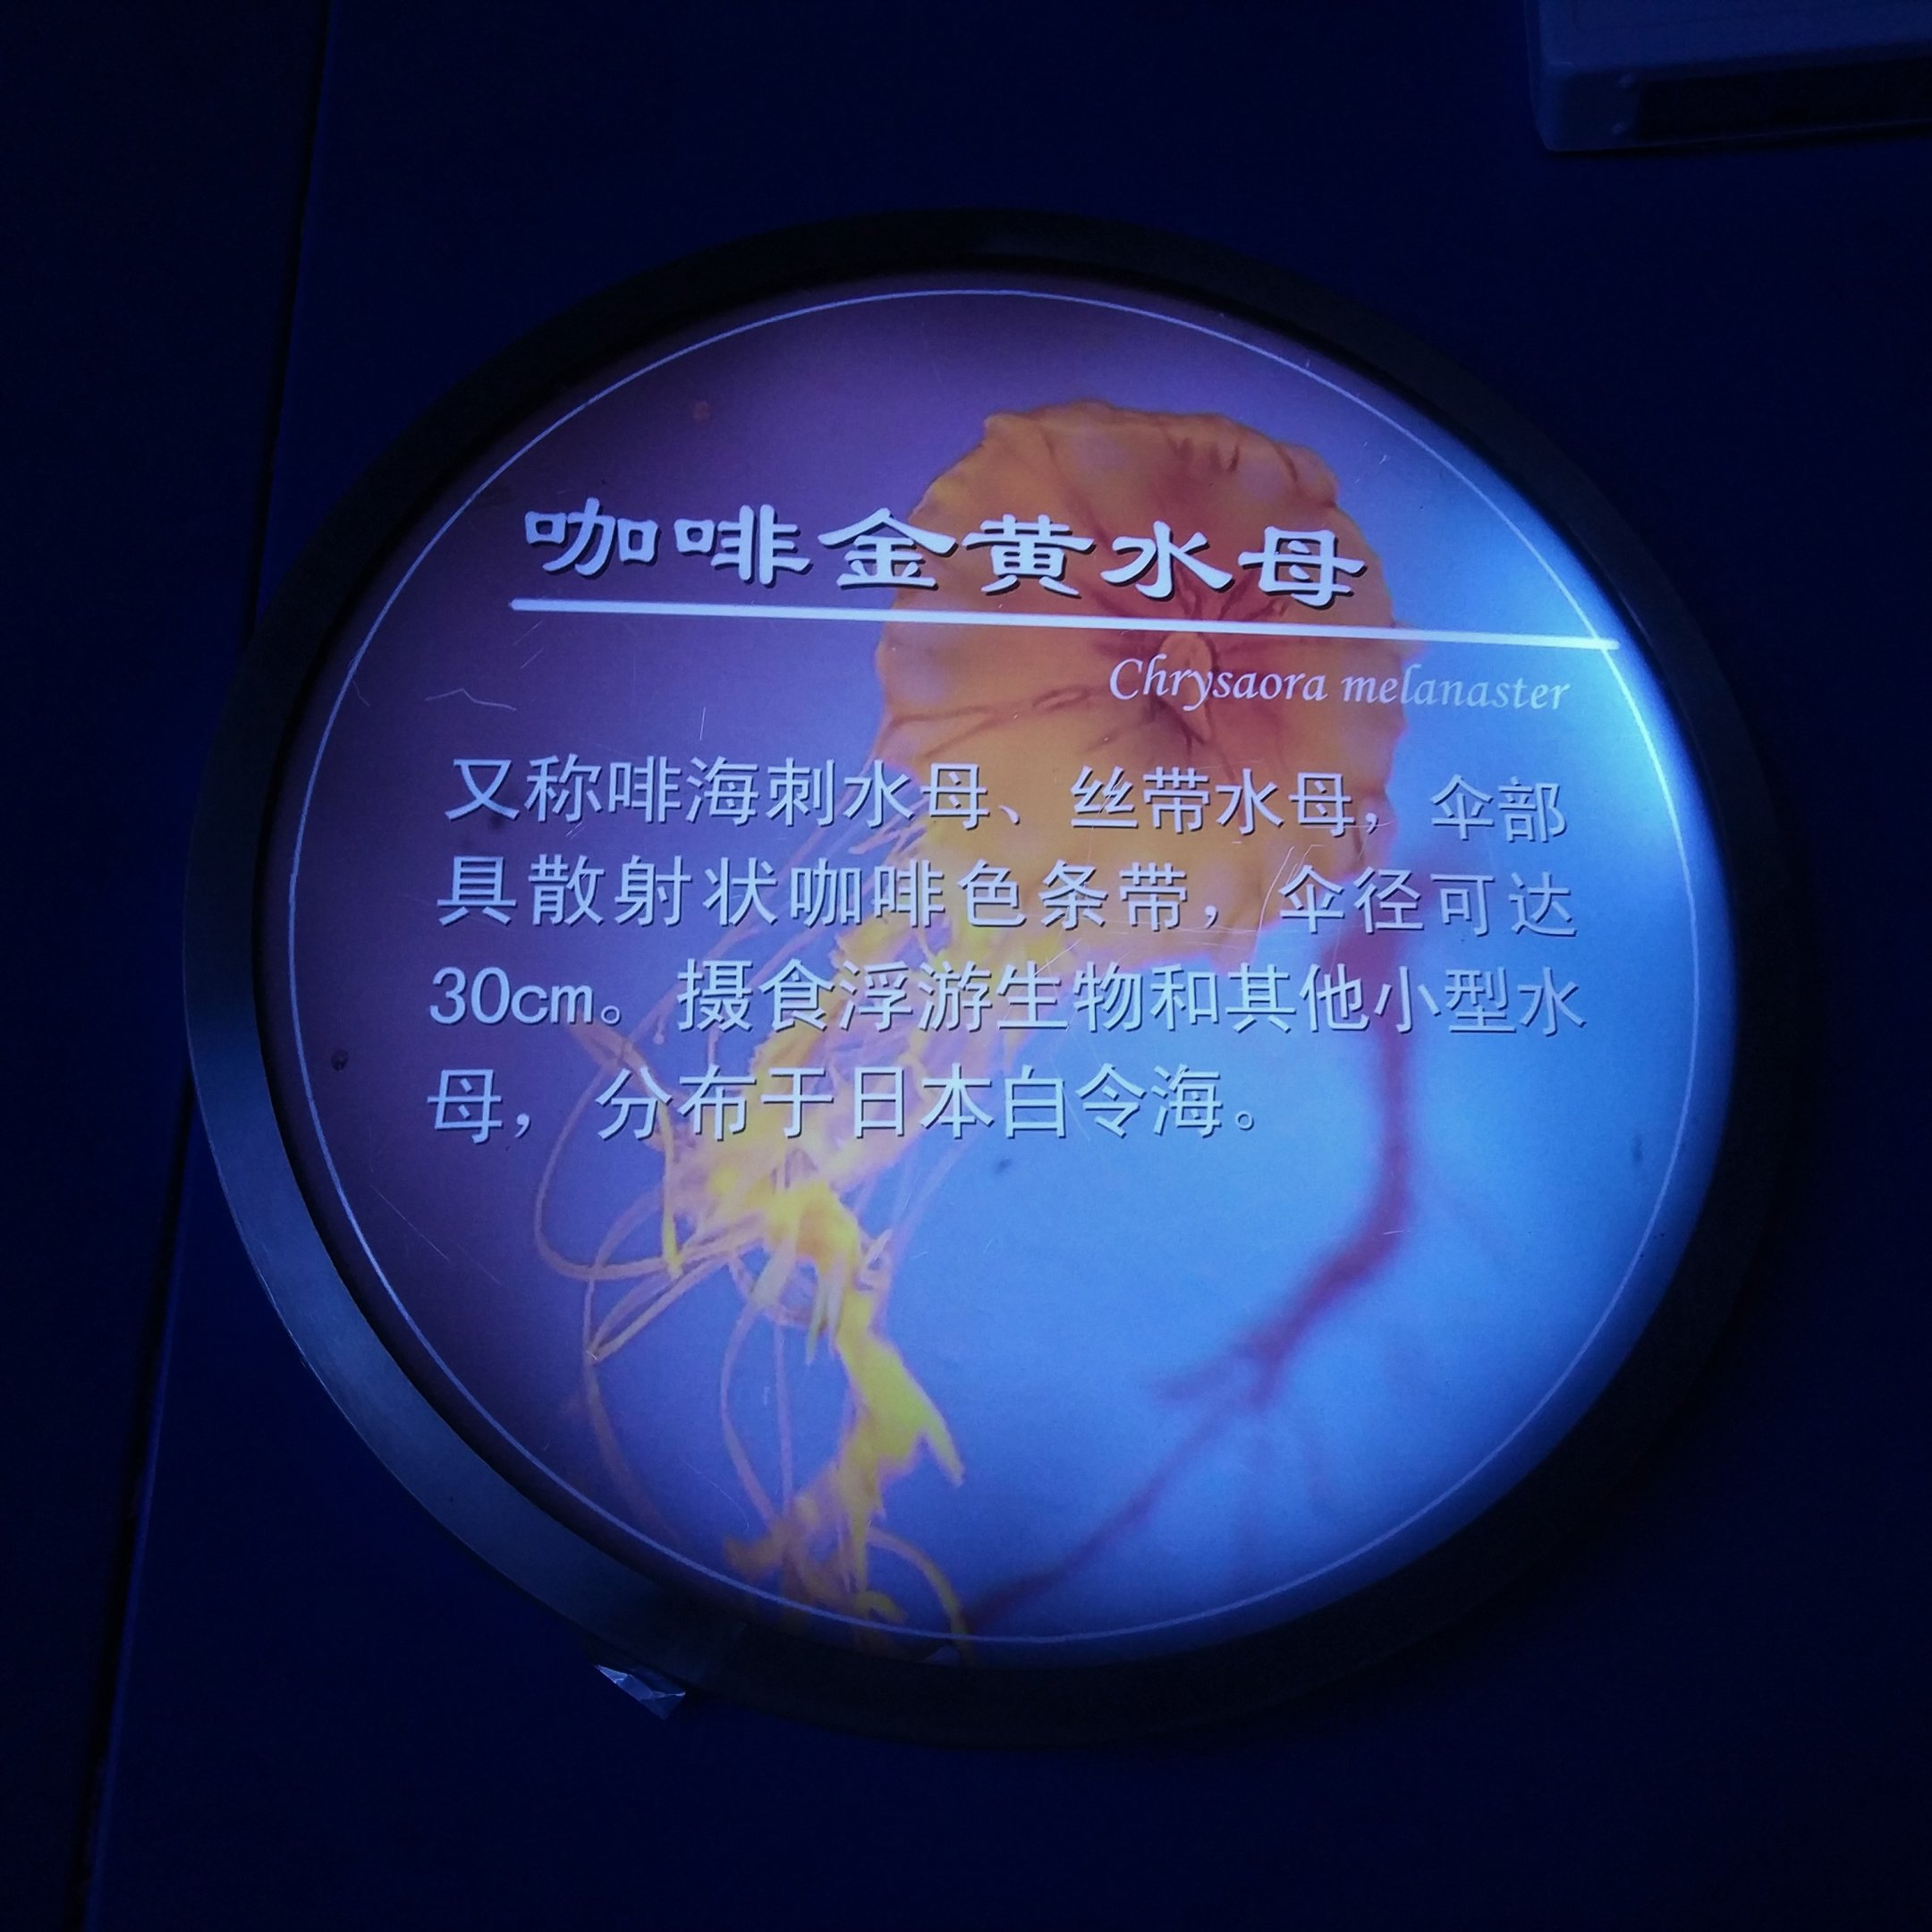 咖啡金黄水母
Chrysaora melanaster
又称啡海刺水母、丝带水母，伞部
具散射状咖啡色条带，伞径可达
30cm。摄食浮游生物和其他小型水
母，分布于日本白令海。